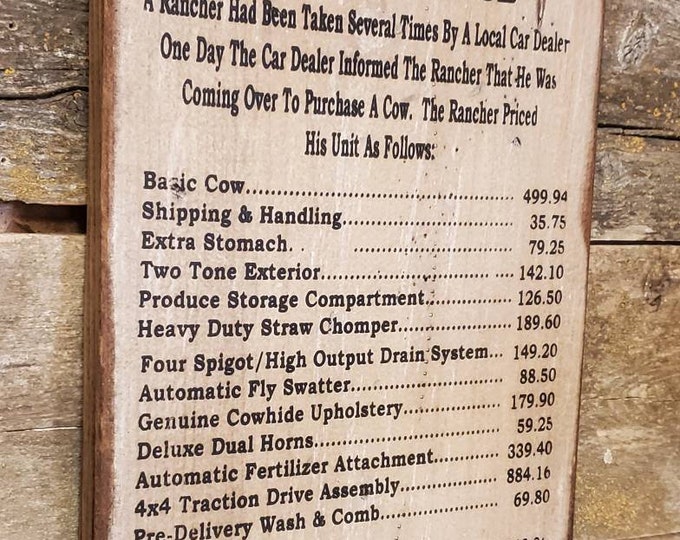 A Rancher Had Been Taken Several Times By A Local Car Dealer
One Day The Car Dealer Informed The Rancher That He Was
Coming Over To Purchase A Cow. The Rancher Priced
His Unit As Follows:
Basic Cow........................................... 499.94
Shipping & Handling........................... 35.75
Extra Stomach. . ..................... 79.25
Two Tone Exterior........................... .... 142.10
Produce Storage Compartment.............. 126.50
Heavy Duty Straw Chomper.................. 189.60
Four Spigot/High Output Drain System... 149.20
Automatic Fly Swatter......................... 88.50
Genuine Cowhide Upholstery................ 179.90
Deluxe Dual Horns.............................. 59.25
Automatic Fertilizer Attachment............ 339.40
4x4 Traction Drive Assembly................. 884.16
Pre-Delivery Wash & Comb.................. 69.80